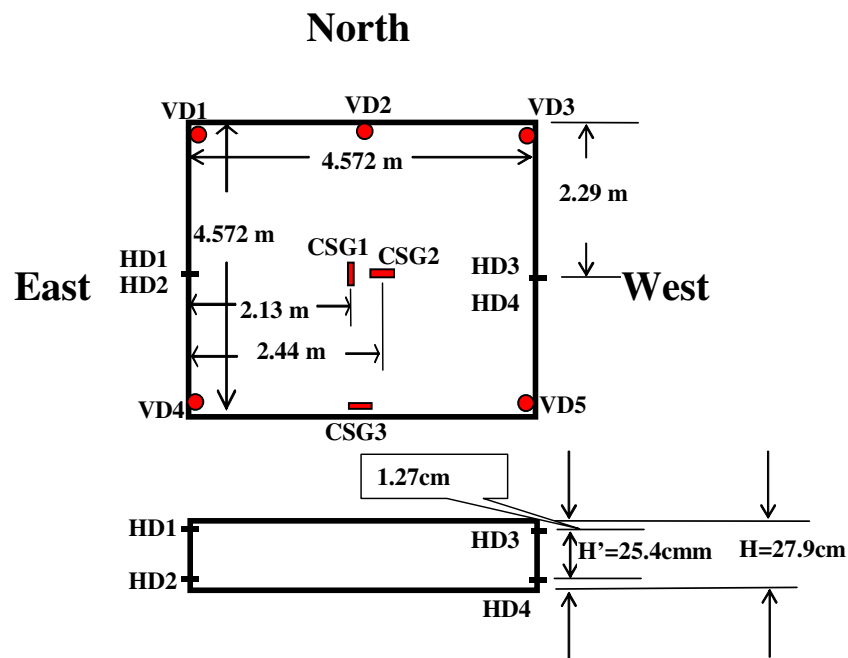 North
VD1
VD2
VD3
4.572 m
2.29 m
4.572 m
CSG1
CSG2
HD1
HD2
HD3
HD4
East
West
2.13 m
2.44 m
VD4
VD5
CSG3
1.27cm
HD1
HD3
H’=25.4cmm
H=27.9cm
HD2
HD4